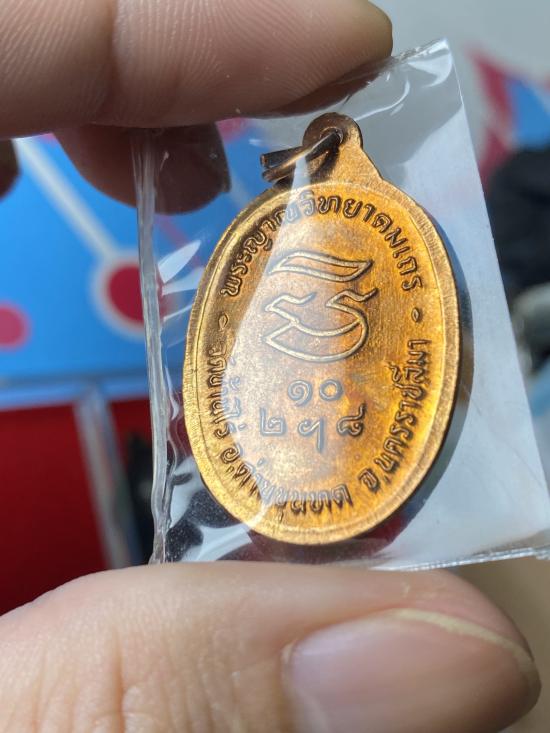 พระญาณวิทยาคมเถร
๑๐
๒ ๗ ๘
วัดบ้านไร่ อ.ด่านขุนทด จ.นครราชสีมา